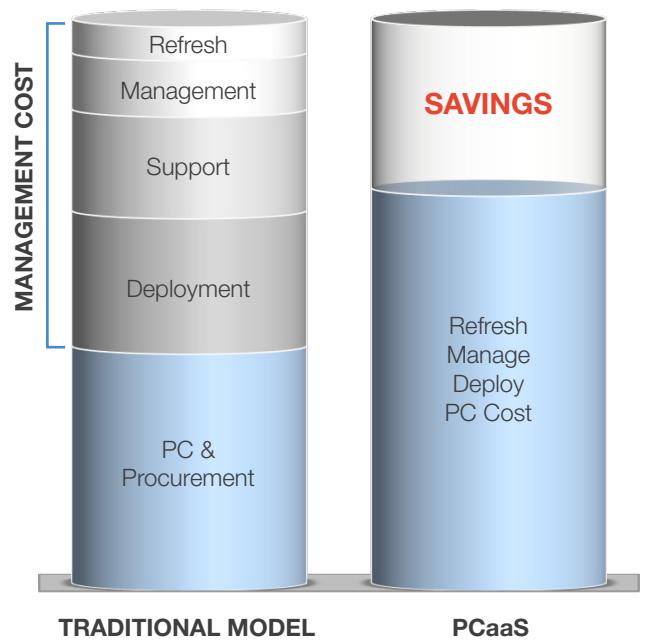 MANAGEMENT COST
Refresh
Management
Support
Deployment
PC &
Procurement
TRADITIONAL MODEL
SAVINGS
Refresh
Manage
Deploy
PC Cost
PCaaS